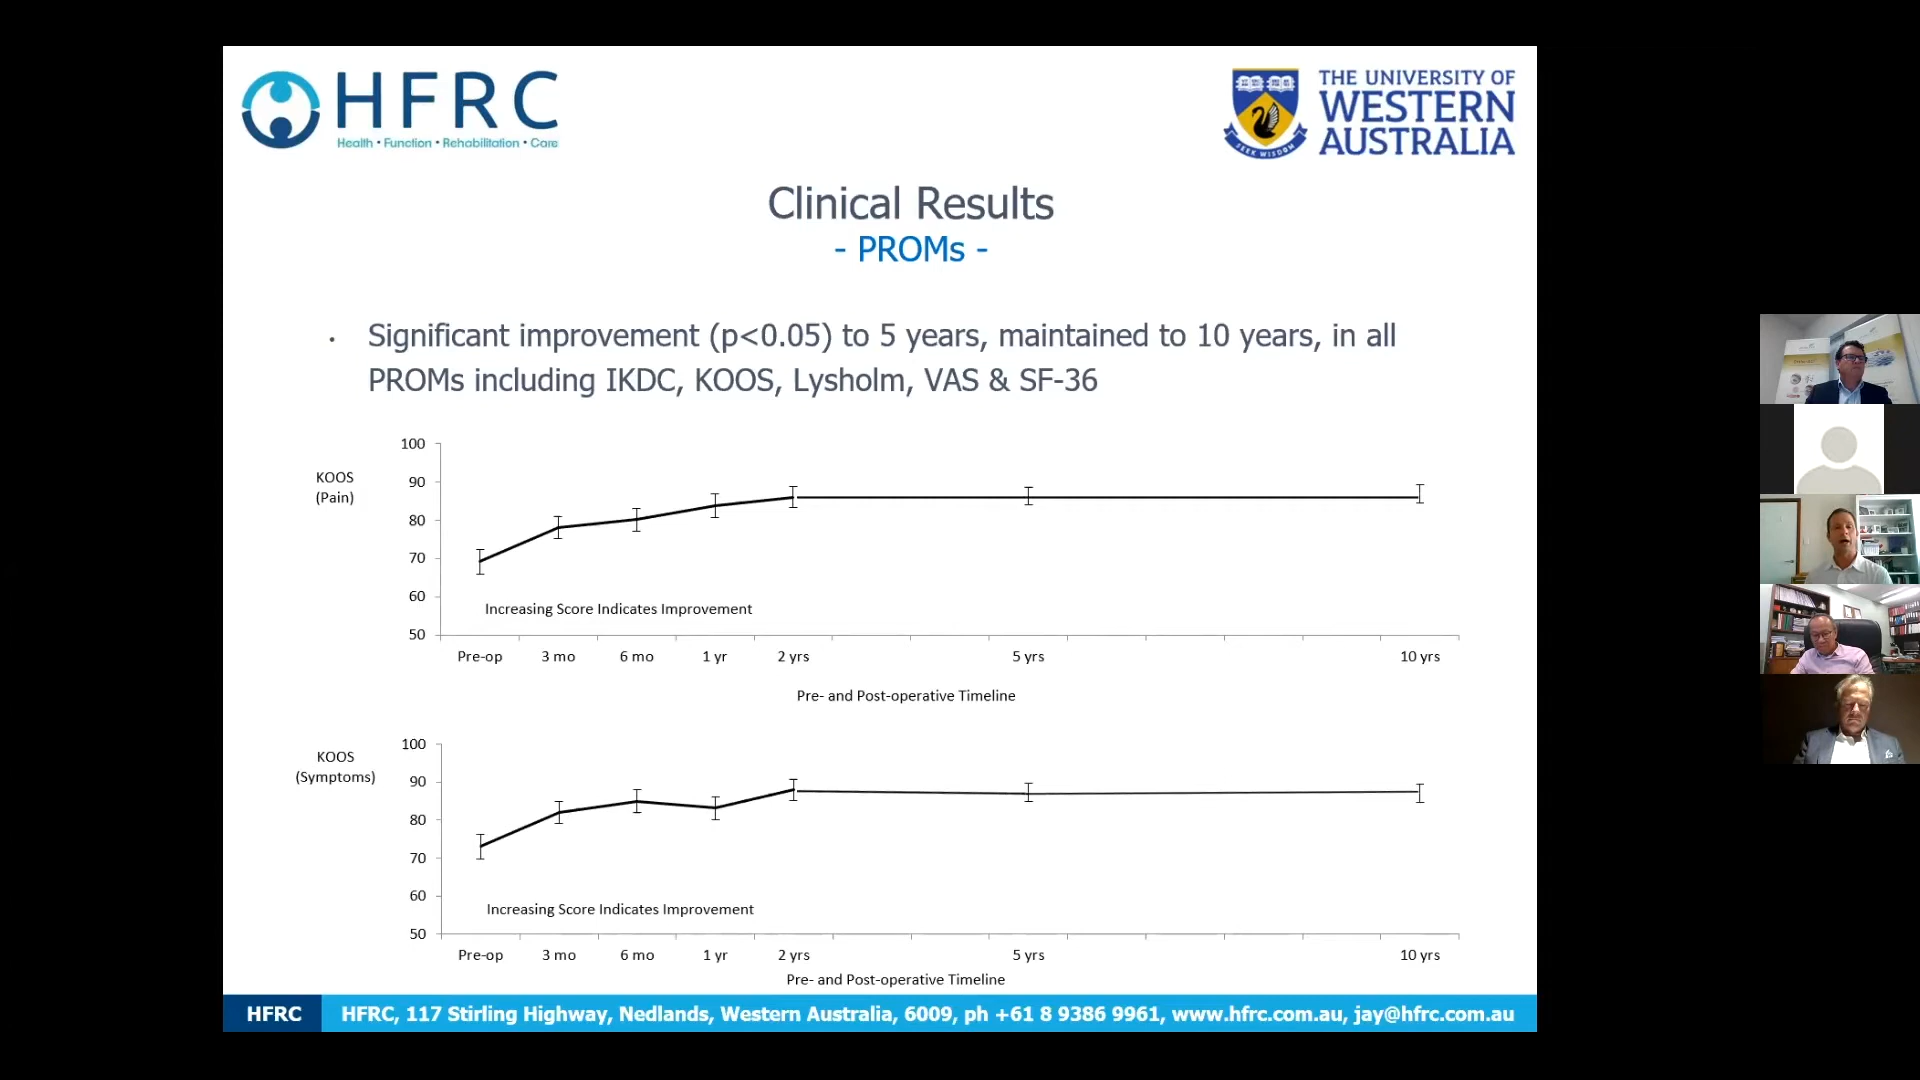 HFRC
Health • Function • Rehabilitation • Care
THE UNIVERSITY OF
WESTERN
AUSTRALIA
SEEK WISDOM
Clinical Results
- PROMs -
• Significant improvement (p<0.05) to 5 years, maintained to 10 years, in all
PROMs including IKDC, KOOS, Lysholm, VAS & SF-36
KOOS
(Pain)
100
90
80
70
60
50
Increasing Score Indicates Improvement
Pre-op 3 mo 6 mo 1 yr 2 yrs 5 yrs 10 yrs
Pre- and Post-operative Timeline
KOOS
(Symptoms)
100
90
80
70
60
50
Increasing Score Indicates Improvement
Pre-op 3 mo 6 mo 1 yr 2 yrs 5 yrs 10 yrs
Pre- and Post-operative Timeline
HFRC HFRC, 117 Stirling Highway, Nedlands, Western Australia, 6009, ph +61 8 9386 9961, www.hfrc.com.au, jay@hfrc.com.au